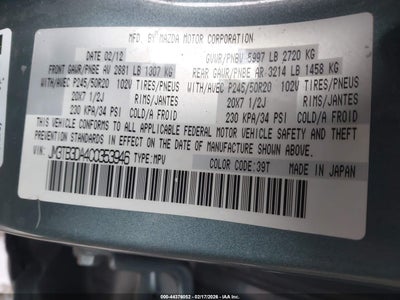 MFD. BY MAZDA MOTOR CORPORATION
DATE 02/12 GVWR/PNBV 5997 LB 2720 KG
FRONT GAWR/PNBE AV 2881 LB 1307 KG REAR GAWR/PNBE AR 3214 LB 1458 KG
WITH/AVEC P245/50R20 102V TIRES/PNEUS WITH/AVEC P245/50R20 102V TIRES/PNEUS
20X7 1/2J RIMS/JANTES 20X7 1/2J RIMS/JANTES
230 KPA/34 PSI COLD/A FROID 230 KPA/34 PSI COLD/A FROID
THIS VEHICLE CONFORMS TO ALL APPLICABLE FEDERAL MOTOR VEHICLE SAFETY AND THEFT
PREVENTION STANDARDS IN EFFECT ON THE DATE OF MANUFACTURE SHOWN ABOVE.
VIN: JM3TB3DA4C0353946 TYPE:MPV COLOR CODE:39T MADE IN JAPAN
000-44376052 - 02/17/2026 - IAA Inc.